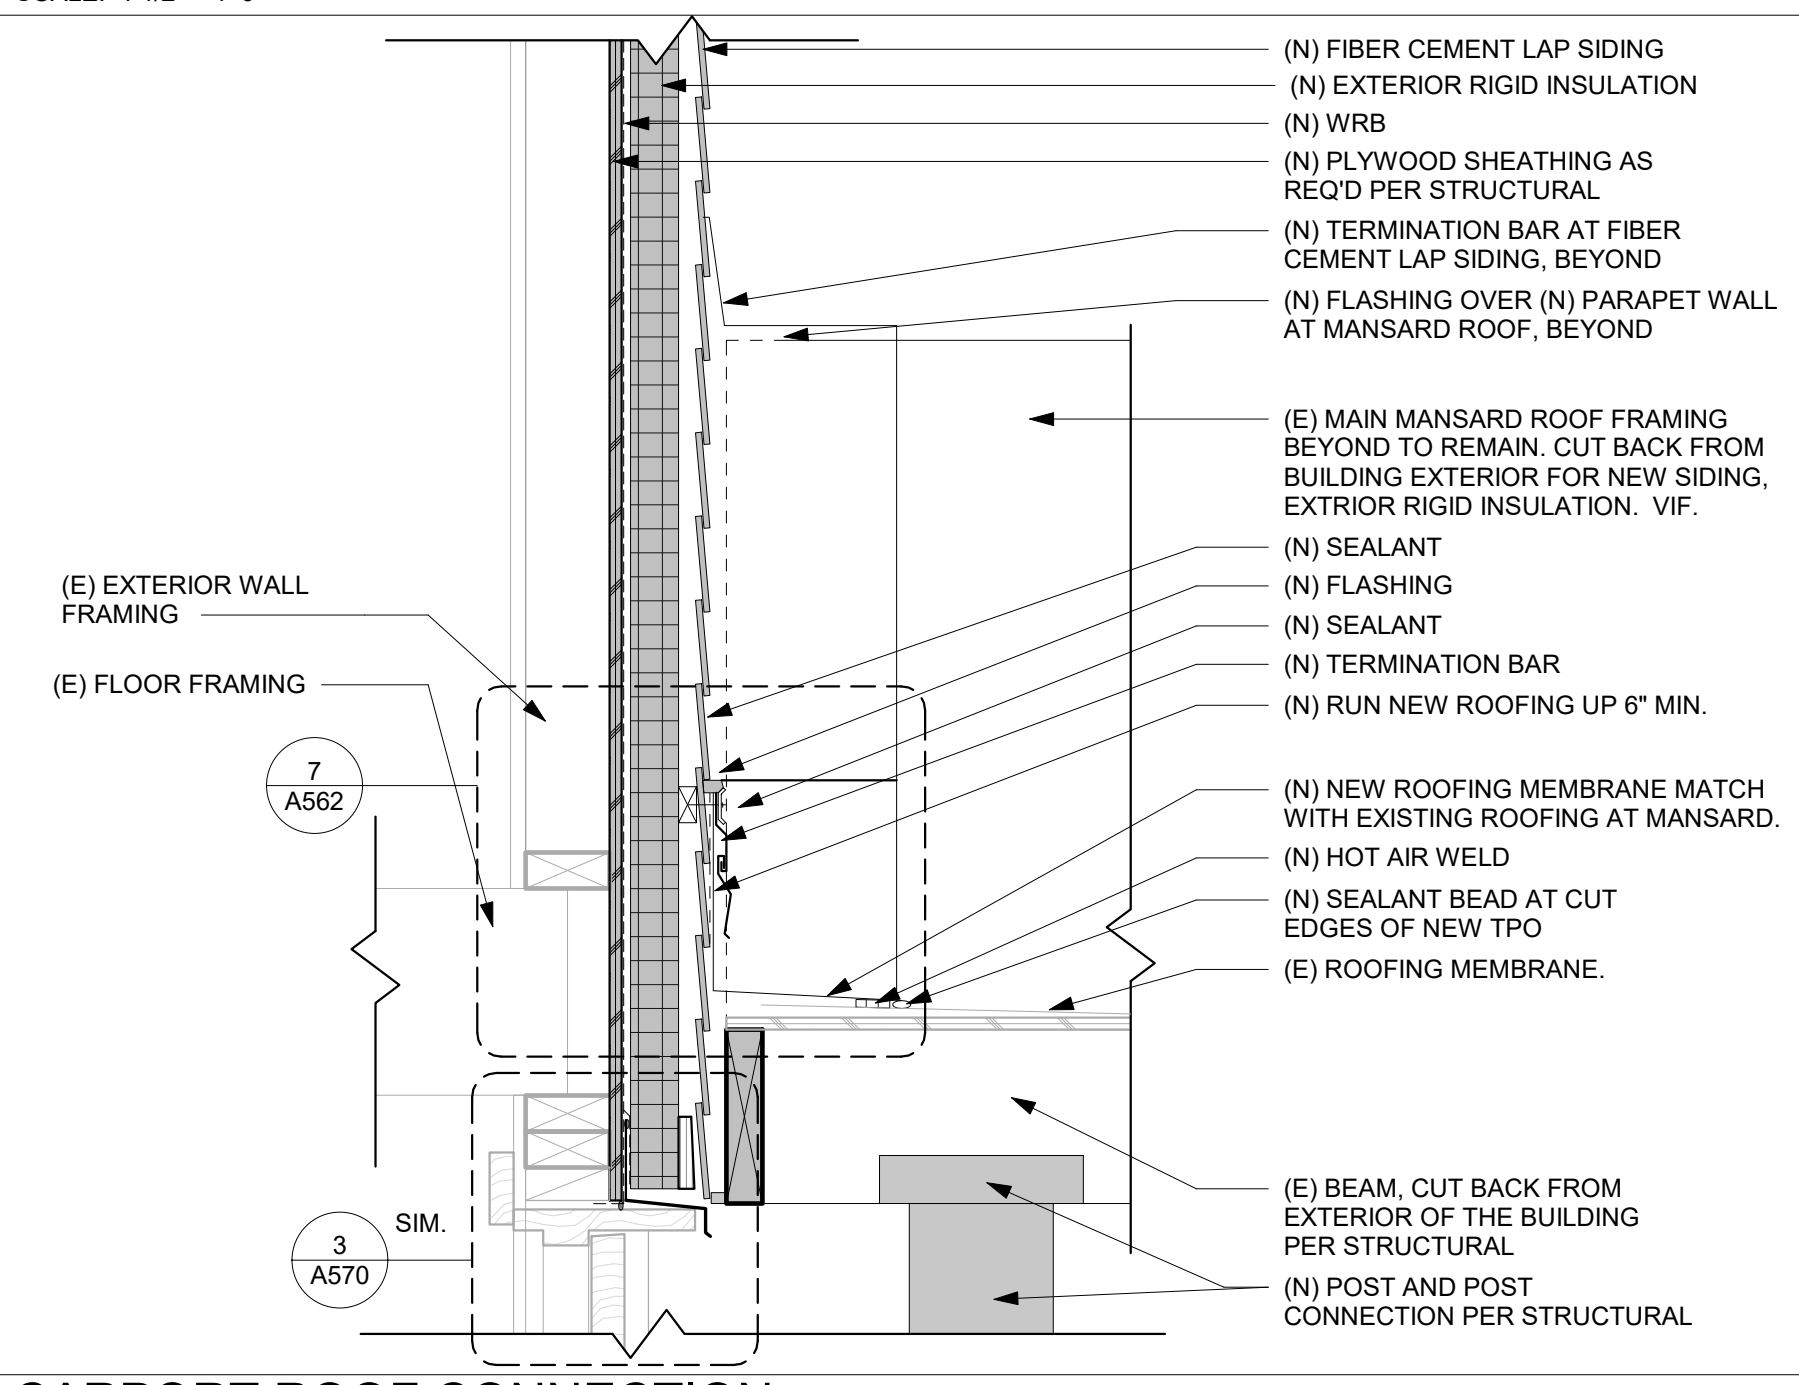 (N) FIBER CEMENT LAP SIDING
(N) EXTERIOR RIGID INSULATION
(N) WRB
(N) PLYWOOD SHEATHING AS
REQ'D PER STRUCTURAL
(N) TERMINATION BAR AT FIBER
CEMENT LAP SIDING, BEYOND
(N) FLASHING OVER (N) PARAPET WALL
AT MANSARD ROOF, BEYOND
(E) MAIN MANSARD ROOF FRAMING
BEYOND TO REMAIN. CUT BACK FROM
BUILDING EXTERIOR FOR NEW SIDING,
EXTRIOR RIGID INSULATION. VIF.
(N) SEALANT
(N) FLASHING
(N) SEALANT
(N) TERMINATION BAR
(N) RUN NEW ROOFING UP 6" MIN.
(N) NEW ROOFING MEMBRANE MATCH
WITH EXISTING ROOFING AT MANSARD.
(N) HOT AIR WELD
(N) SEALANT BEAD AT CUT
EDGES OF NEW TPO
(E) ROOFING MEMBRANE.
(E) BEAM, CUT BACK FROM
EXTERIOR OF THE BUILDING
PER STRUCTURAL
(N) POST AND POST
CONNECTION PER STRUCTURAL
(E) EXTERIOR WALL
FRAMING
(E) FLOOR FRAMING
7
A562
SIM.
3
A570
CARPORT ROOF CONNECTION